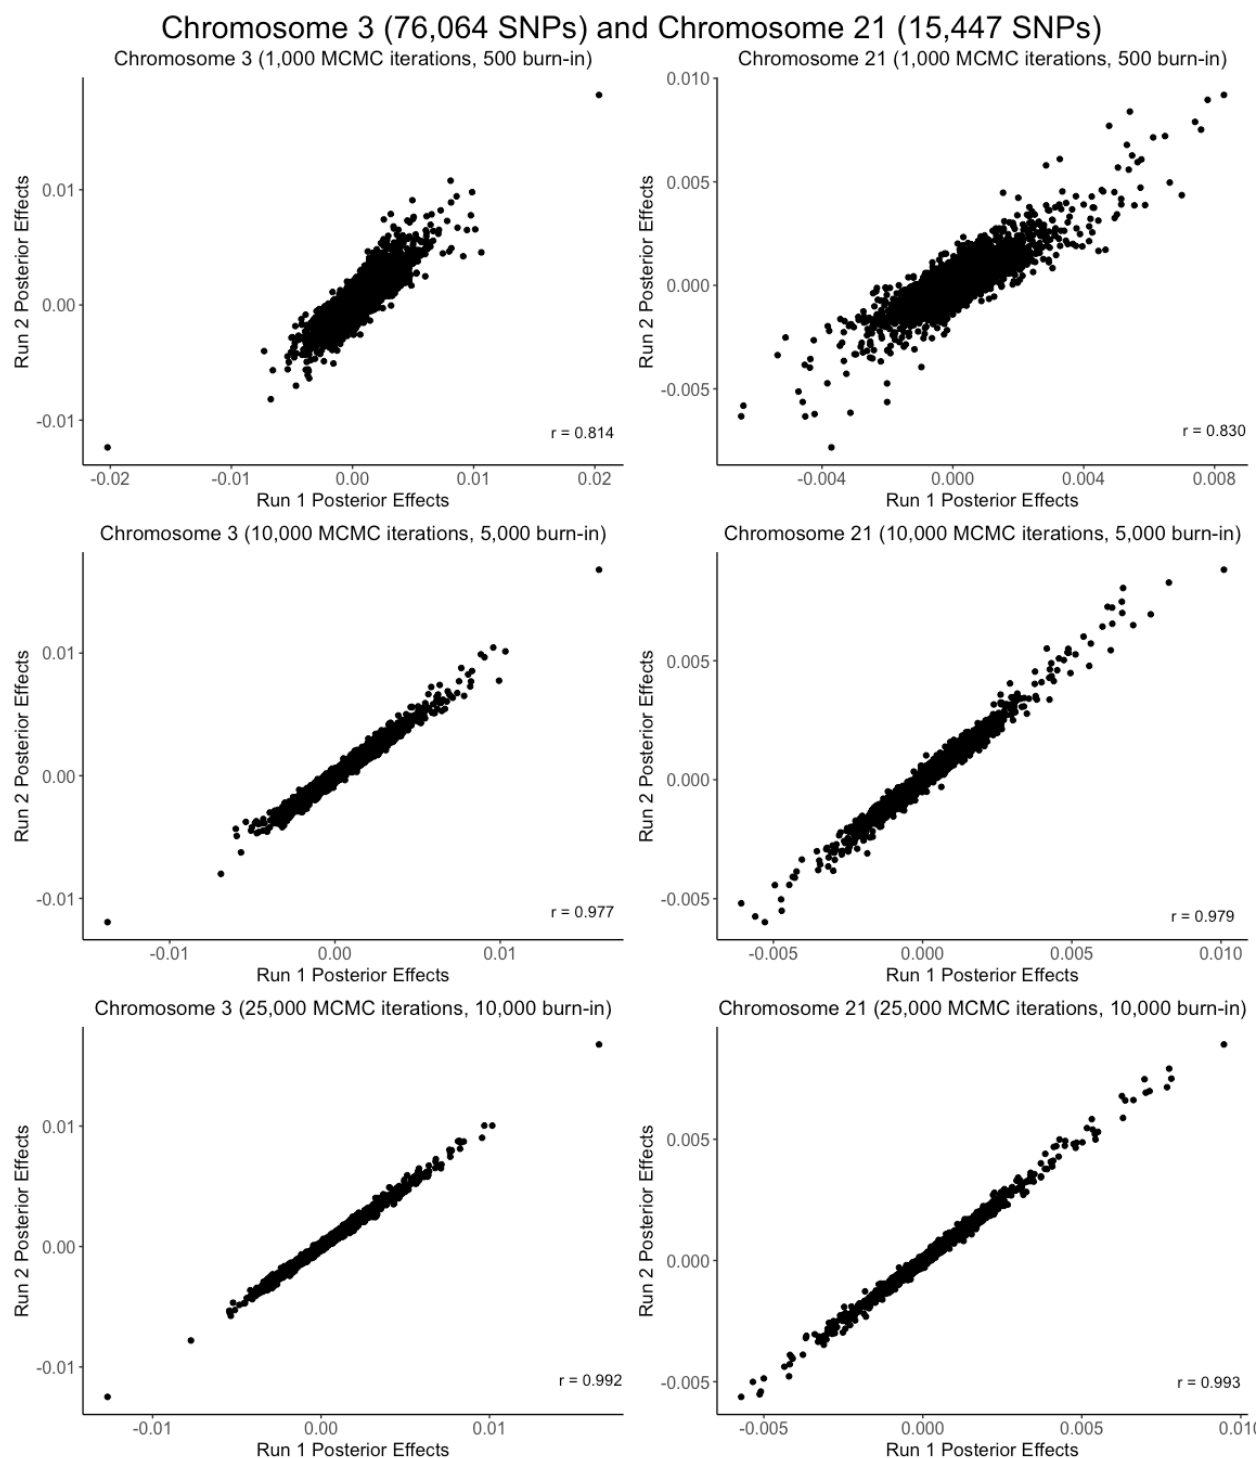 Chromosome 3 (76,064 SNPs) and Chromosome 21 (15,447 SNPs)
Chromosome 3 (1,000 MCMC iterations, 500 burn-in)
Run 2 Posterior Effects
0.01
0.00
-0.01
r = 0.814
-0.02 -0.01 0.00 0.01 0.02
Run 1 Posterior Effects
Chromosome 21 (1,000 MCMC iterations, 500 burn-in)
Run 2 Posterior Effects
0.010
0.005
0.000
-0.005
r = 0.830
-0.004 0.000 0.004 0.008
Run 1 Posterior Effects
Chromosome 3 (10,000 MCMC iterations, 5,000 burn-in)
Run 2 Posterior Effects
0.01
0.00
-0.01
r = 0.977
-0.01 0.00 0.01
Run 1 Posterior Effects
Chromosome 21 (10,000 MCMC iterations, 5,000 burn-in)
Run 2 Posterior Effects
0.005
0.000
-0.005
r = 0.979
-0.005 0.000 0.005 0.010
Run 1 Posterior Effects
Chromosome 3 (25,000 MCMC iterations, 10,000 burn-in)
Run 2 Posterior Effects
0.01
0.00
-0.01
r = 0.992
-0.01 0.00 0.01
Run 1 Posterior Effects
Chromosome 21 (25,000 MCMC iterations, 10,000 burn-in)
Run 2 Posterior Effects
0.005
0.000
-0.005
r = 0.993
-0.005 0.000 0.005 0.010
Run 1 Posterior Effects